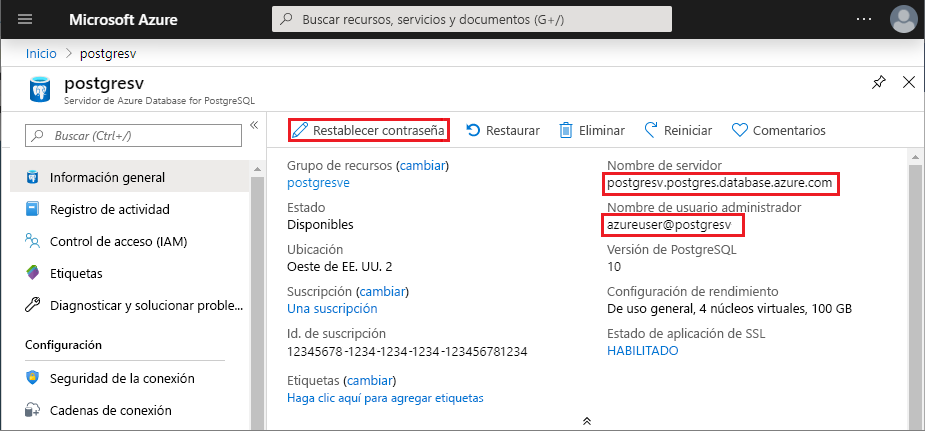 Microsoft Azure
Buscar recursos, servicios y documentos (G+/)
Inicio > postgresv
postgresv
Servidor de Azure Database for PostgreSQL
Buscar (Ctrl+/)
Información general
Registro de actividad
Control de acceso (IAM)
Etiquetas
Diagnosticar y solucionar proble...
Configuración
Seguridad de la conexión
Cadenas de conexión
Restablecer contraseña
Restaurar
Eliminar
Reiniciar
Comentarios
Grupo de recursos (cambiar)
postgresve
Estado
Disponibles
Ubicación
Oeste de EE. UU. 2
Suscripción (cambiar)
Una suscripción
Id. de suscripción
12345678-1234-1234-1234-123456781234
Etiquetas (cambiar)
Haga clic aquí para agregar etiquetas
Nombre de servidor
postgresv.postgres.database.azure.com
Nombre de usuario administrador
azureuser@postgresv
Versión de PostgreSQL
10
Configuración de rendimiento
De uso general, 4 núcleos virtuales, 100 GB
Estado de aplicación de SSL
HABILITADO